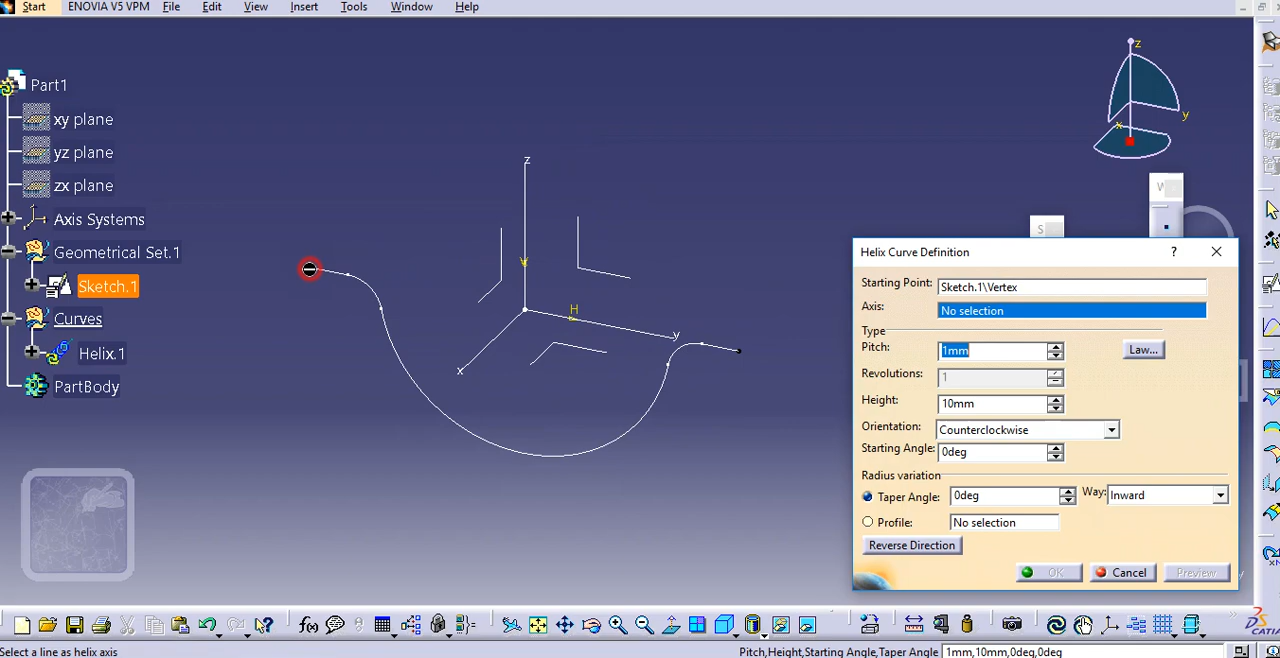 Start ENOVIA V5 VPM File Edit View Insert Tools Window Help
Part1
xy plane
yz plane
zx plane
Axis Systems
Geometrical Set.1
Sketch.1
Curves
Helix.1
PartBody
z
V
H
y
x
z
y
x
W
S
Helix Curve Definition ?
Starting Point: Sketch.1\Vertex
Axis: No selection
Type
Pitch: 1mm Law...
Revolutions: 1
Height: 10mm
Orientation: Counterclockwise
Starting Angle: 0deg
Radius variation
Taper Angle: 0deg Way: Inward
Profile: No selection
Reverse Direction
OK Cancel Preview
y
f(x)
Select a line as helix axis Pitch,Height,Starting Angle,Taper Angle 1mm,10mm,0deg,0deg